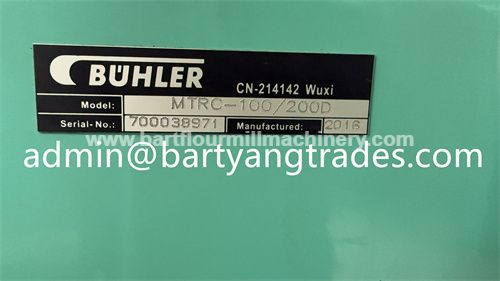 BÜHLER
CN-214142 Wuxi
Model: MTRC-100/200D
Serial-No.: 700038971 Manufactured: 2016
www.bartflourmillmachinery.com
admin@bartyangtrades.com